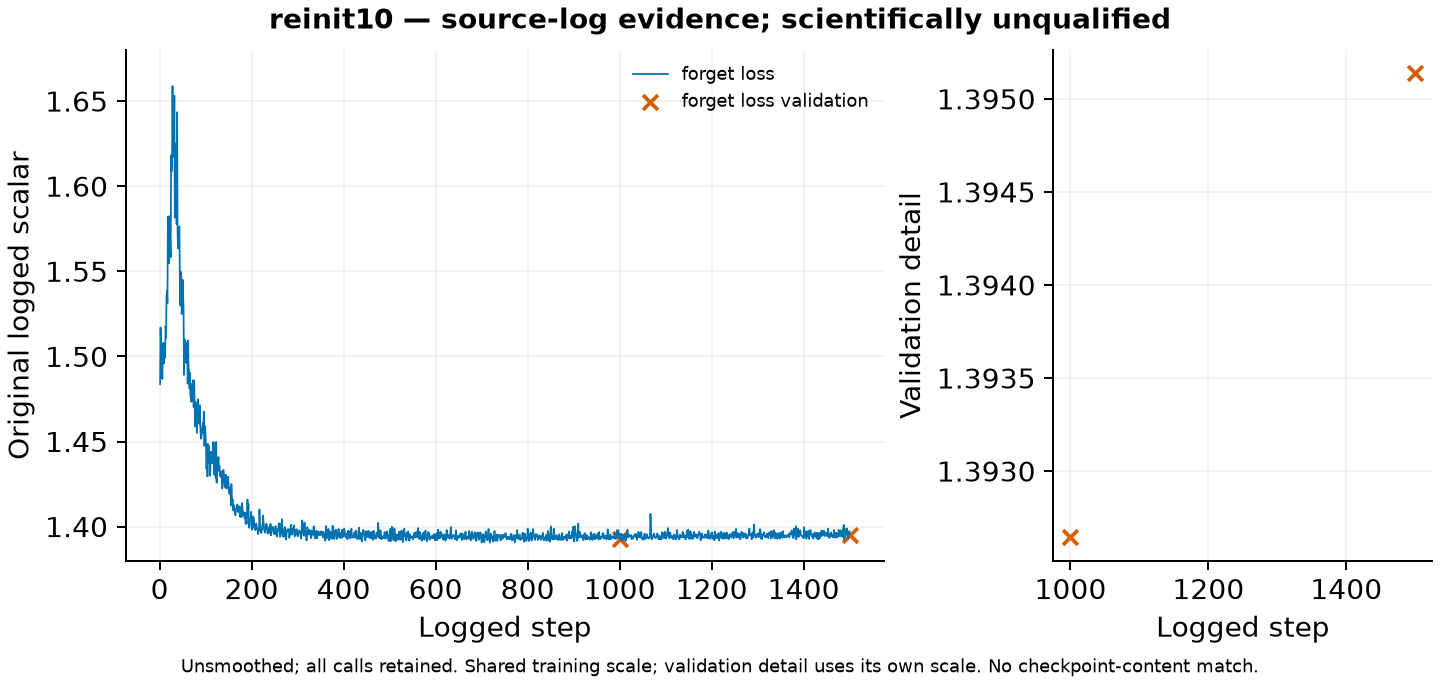 reinit10 — source-log evidence; scientifically unqualified
forget loss
forget loss validation
Original logged scalar
1.65
1.60
1.55
1.50
1.45
1.40
0 200 400 600 800 1000 1200 1400
Logged step
Validation detail
1.3950
1.3945
1.3940
1.3935
1.3930
1000 1200 1400
Logged step
Unsmoothed; all calls retained. Shared training scale; validation detail uses its own scale. No checkpoint-content match.